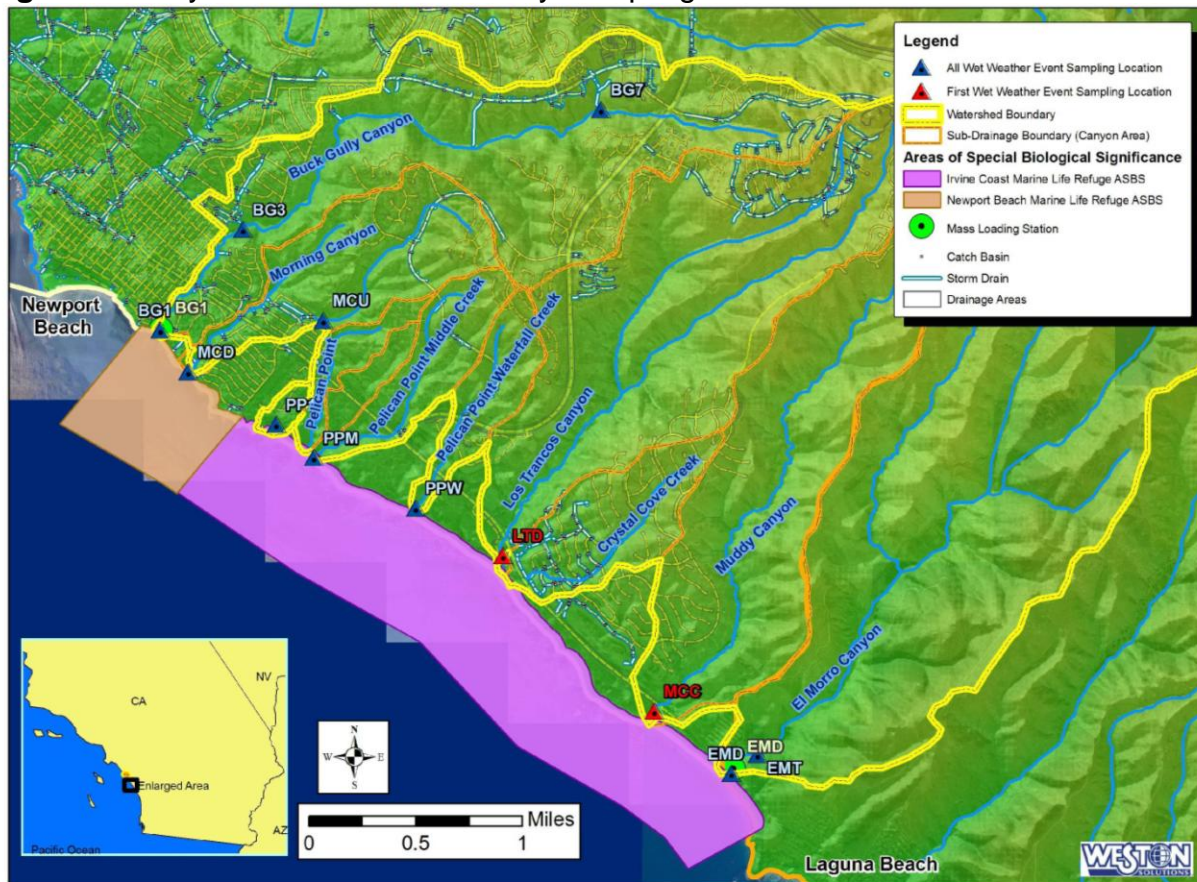 Legend
All Wet Weather Event Sampling Location
First Wet Weather Event Sampling Location
Watershed Boundary
Sub-Drainage Boundary (Canyon Area)
Areas of Special Biological Significance
Irvine Coast Marine Life Refuge ASBS
Newport Beach Marine Life Refuge ASBS
Mass Loading Station
Catch Basin
Storm Drain
Drainage Areas
BG7
Buck Gully Canyon
BG3
Morning Canyon
Newport
Beach
BG1 BG1
MCU
MCD
Pelican Point
Pelican Point Middle Creek
Pelican Point Waterfall Creek
PPM
PPW
Los Trancos Canyon
LTD
Crystal Cove Creek
Muddy Canyon
El Morro Canyon
MCC
EMD EMD
EMT
Laguna Beach
NV
CA
Enlarged Area
AZ
Pacific Ocean
N
W E
S
0 0.5 1 Miles
WESTON
SOLUTIONS